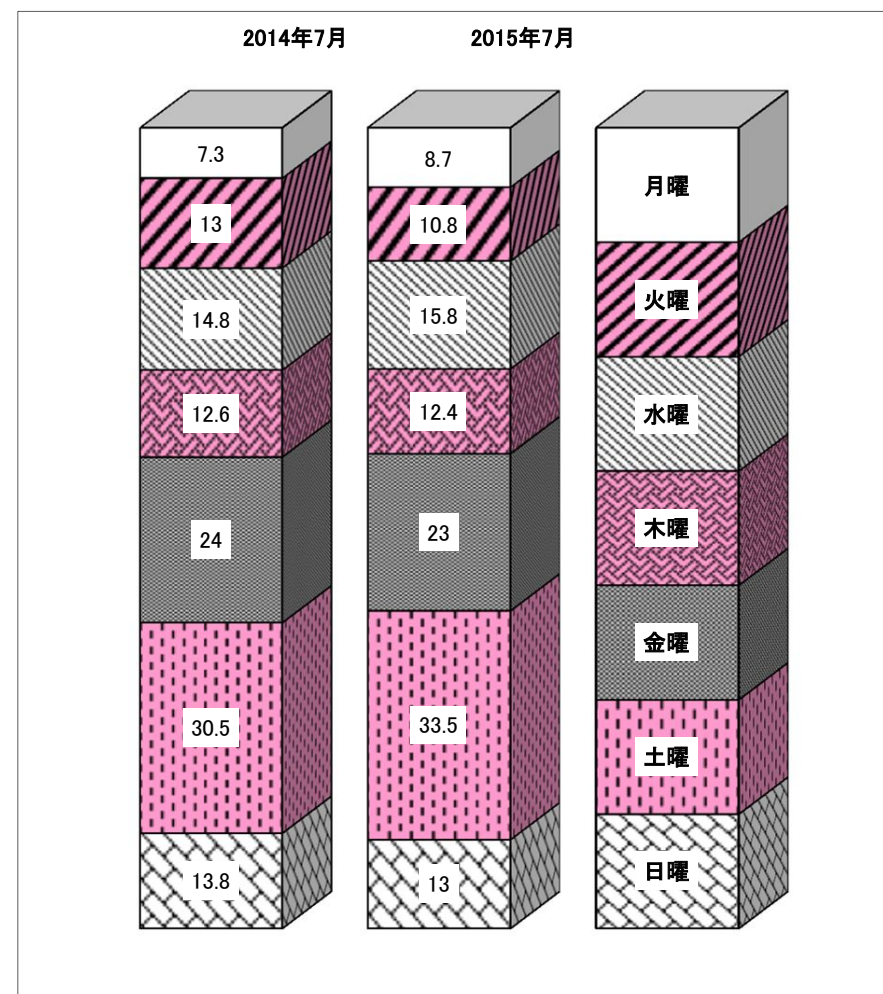 2014年7月 2015年7月
7.3 8.7 月曜
13 10.8 火曜
14.8 15.8 水曜
12.6 12.4 木曜
24 23 金曜
30.5 33.5 土曜
13.8 13 日曜